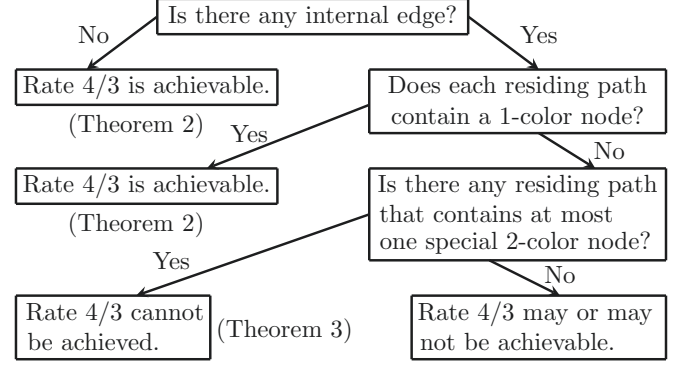 Is there any internal edge?
No
Yes
Rate 4/3 is achievable.
(Theorem 2)
Does each residing path
contain a 1-color node?
Yes
No
Rate 4/3 is achievable.
(Theorem 2)
Is there any residing path
that contains at most
one special 2-color node?
Yes
No
Rate 4/3 cannot
be achieved.
(Theorem 3)
Rate 4/3 may or may
not be achievable.